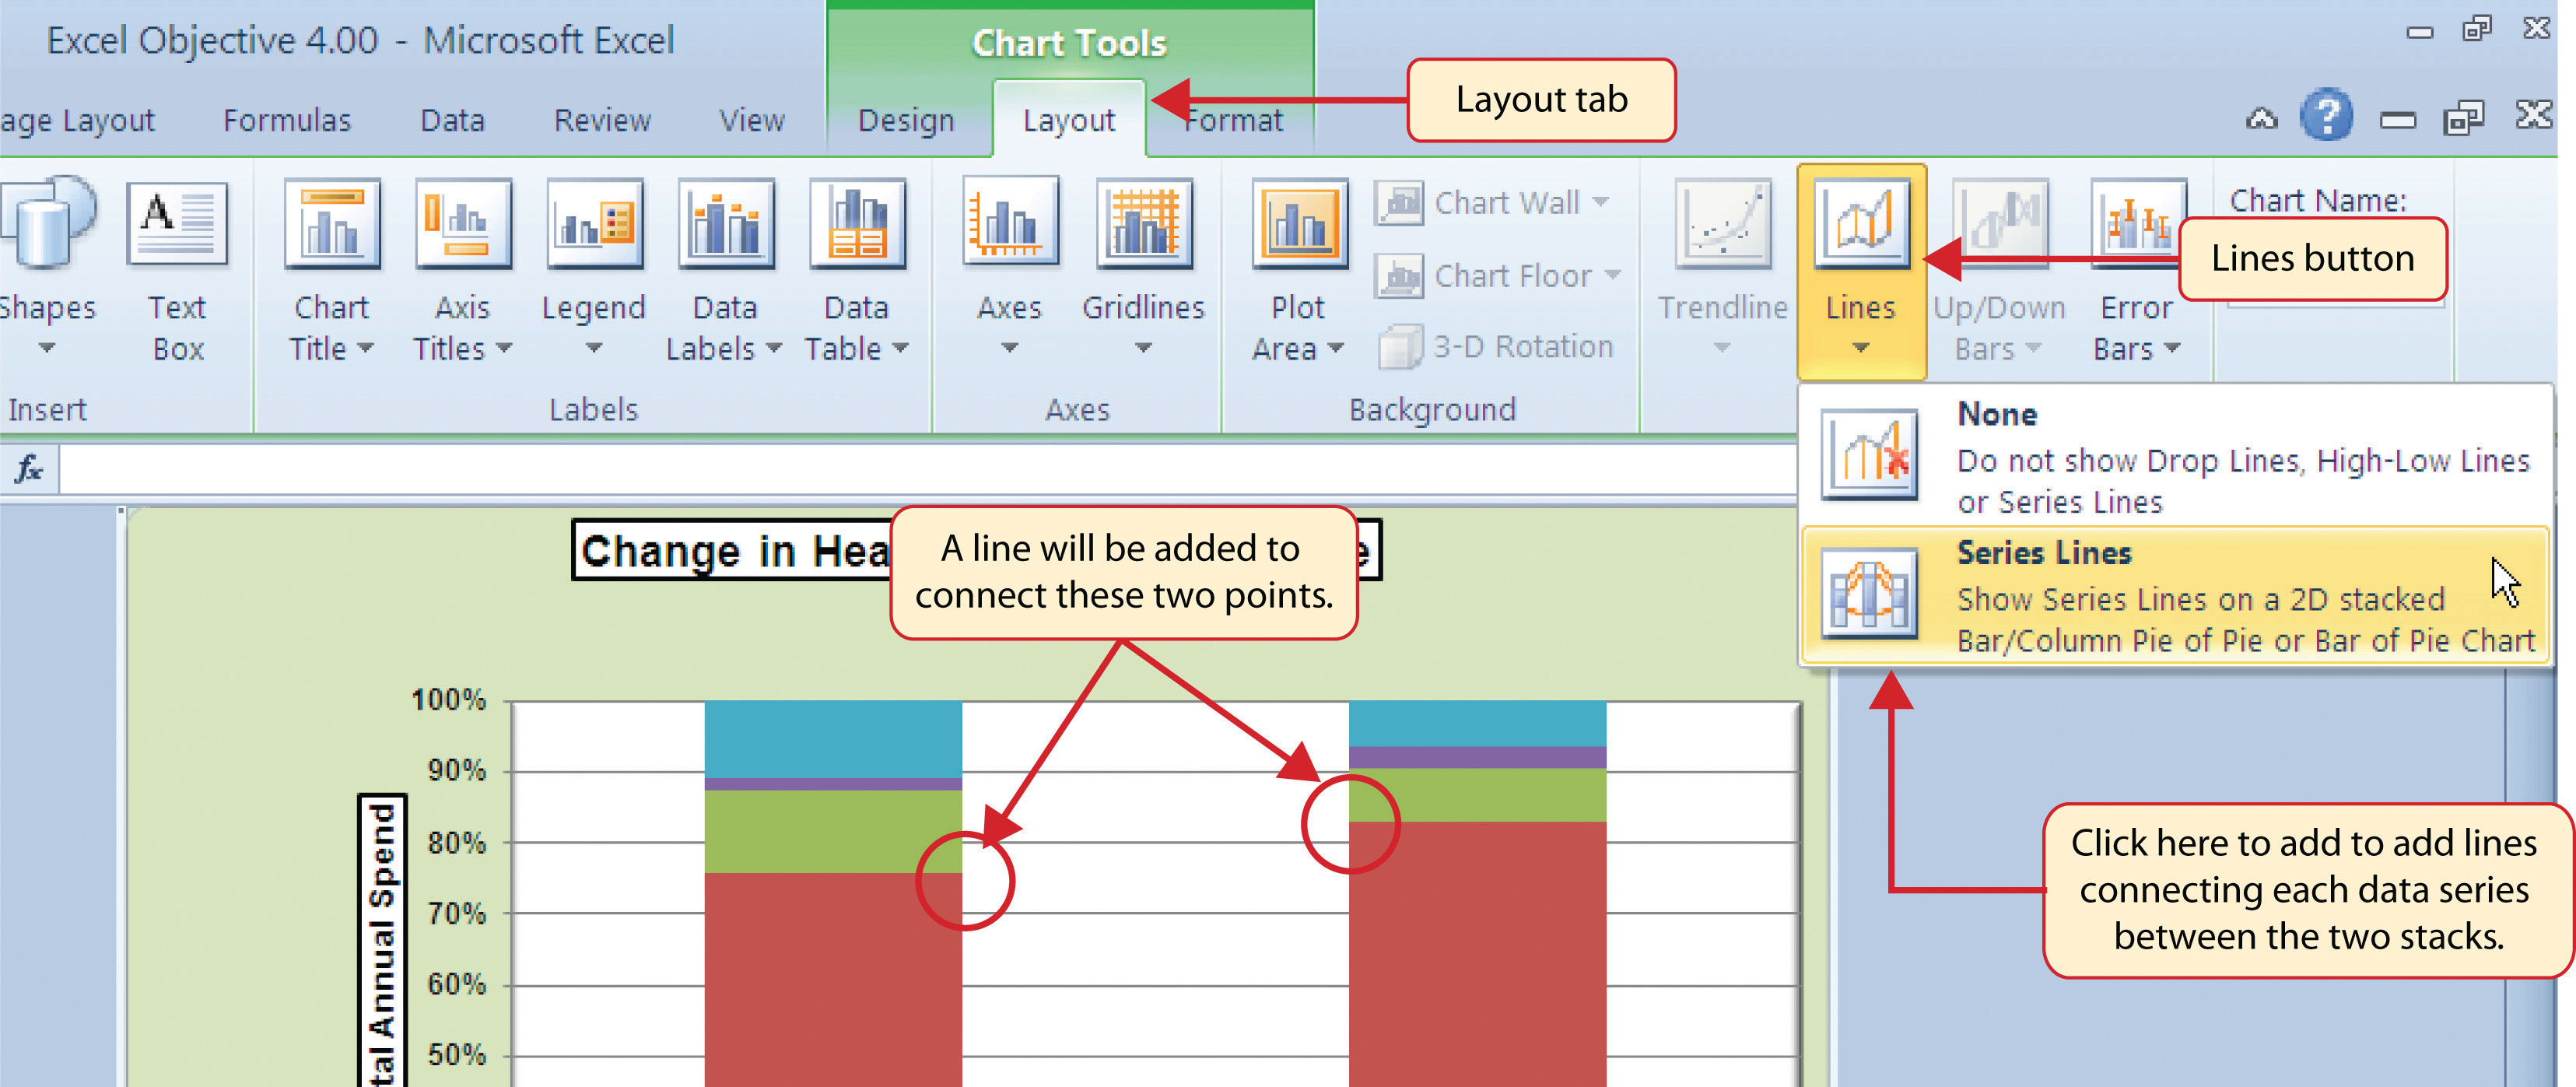 Excel Objective 4.00 - Microsoft Excel
Chart Tools
age Layout Formulas Data Review View Design Layout Format
Layout tab
Shapes
Text
Box
Insert
Chart
Title
Axis
Titles
Legend
Data
Labels
Data
Table
Labels
Axes
Gridlines
Axes
Plot
Area
Chart Wall
Chart Floor
3-D Rotation
Background
Trendline
Lines
Up/Down
Bars
Error
Bars
Chart Name:
Lines button
None
Do not show Drop Lines, High-Low Lines
or Series Lines
Series Lines
Show Series Lines on a 2D stacked
Bar/Column Pie of Pie or Bar of Pie Chart
fx
Change in Hea
e
A line will be added to
connect these two points.
100%
90%
80%
70%
60%
50%
tal Annual Spend
Click here to add to add lines
connecting each data series
between the two stacks.